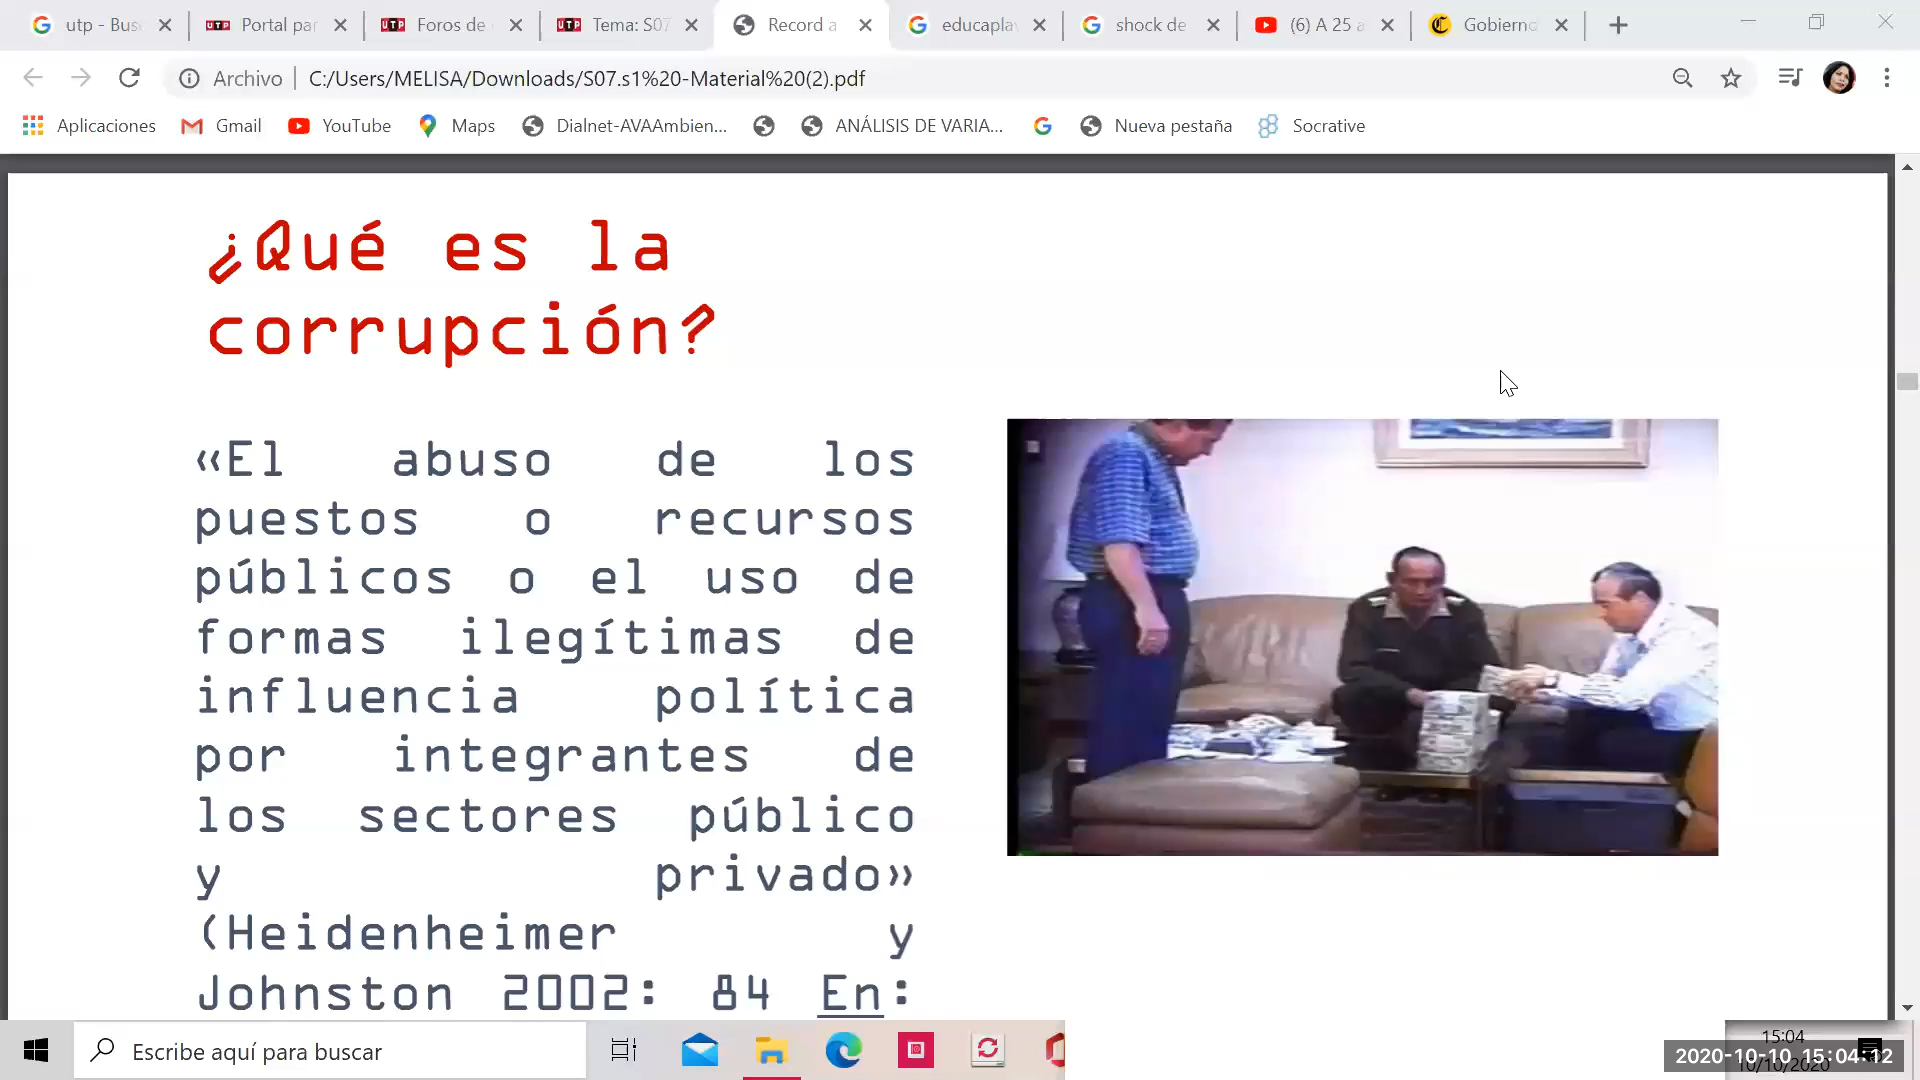 utp - Bus
Portal par
Foros de
Tema: S07
Record a
educaplay
shock de
(6) A 25 a
Gobierno
Archivo
C:/Users/MELISA/Downloads/S07.s1%20-Material%20(2).pdf
Aplicaciones
Gmail
YouTube
Maps
Dialnet-AVAAmbien...
ANÁLISIS DE VARIA...
Nueva pestaña
Socrative
¿Qué es la
corrupción?
«El abuso de los
puestos o recursos
públicos o el uso de
formas ilegítimas de
influencia política
por integrantes de
los sectores público
y privado»
(Heidenheimer y
Johnston 2002: 84 En:
Escribe aquí para buscar
15:04
2020-10-10 15:04:12
10/10/2020